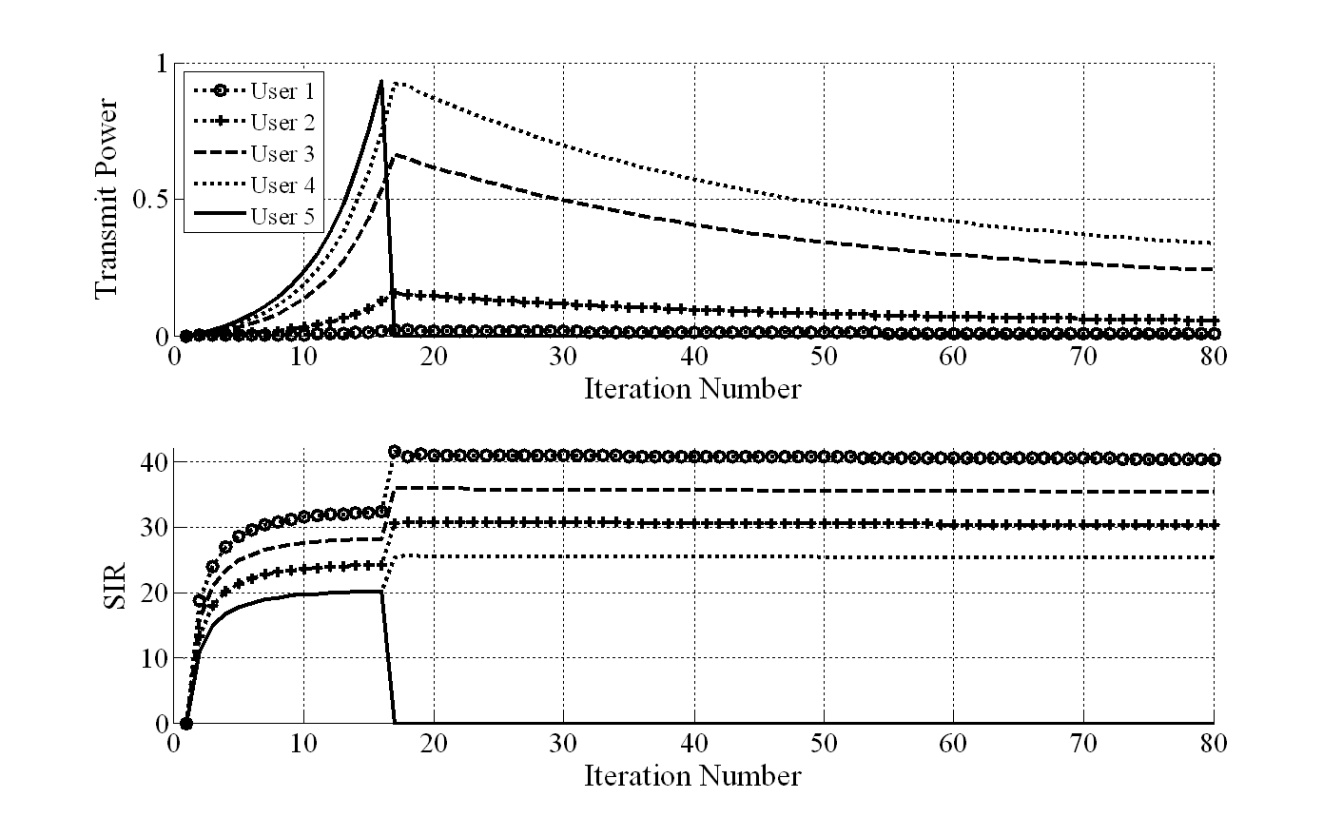 Transmit Power
1
0.5
0
User 1
User 2
User 3
User 4
User 5
0 10 20 30 40 50 60 70 80
Iteration Number
SIR
40
30
20
10
0
0 10 20 30 40 50 60 70 80
Iteration Number